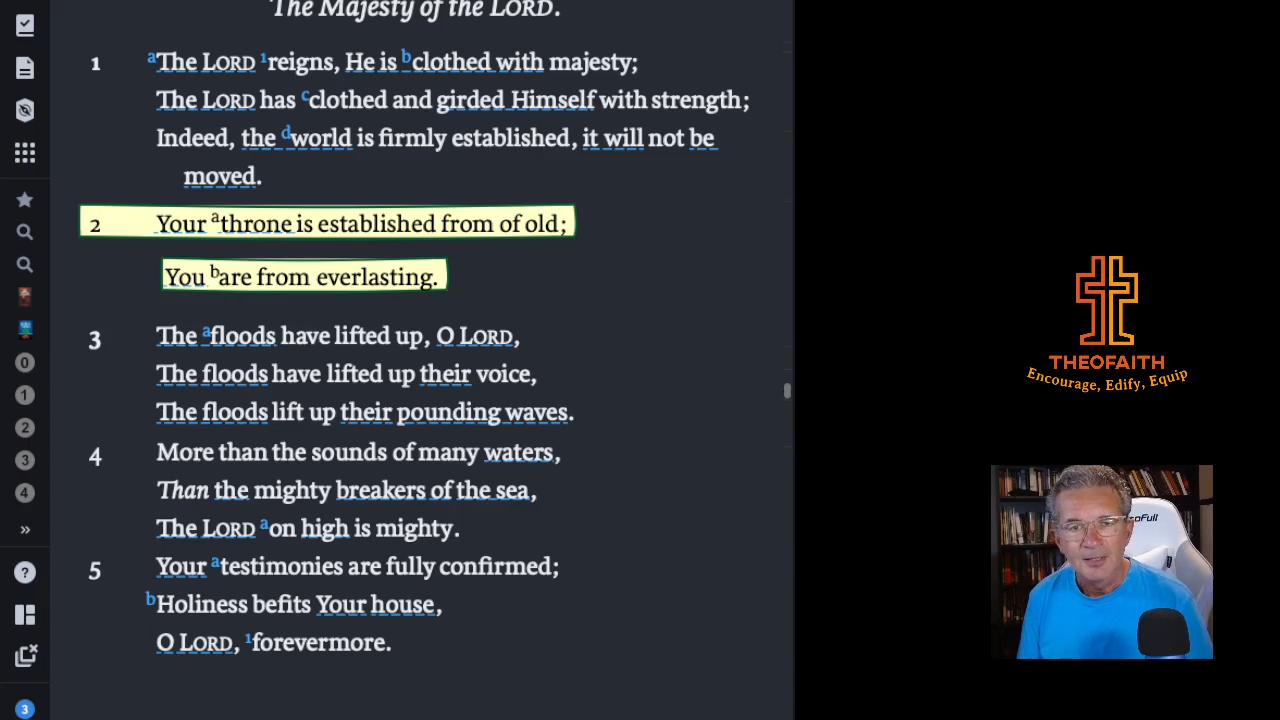 The Majesty of the LORD.
1 aThe LORD 1reigns, He is bclothed with majesty;
The LORD has cclothed and girded Himself with strength;
Indeed, the dworld is firmly established, it will not be
moved.
2 Your athrone is established from of old;
You bare from everlasting.
3 The afloods have lifted up, O LORD,
The floods have lifted up their voice,
The floods lift up their pounding waves.
4 More than the sounds of many waters,
Than the mighty breakers of the sea,
The LORD aon high is mighty.
5 Your atestimonies are fully confirmed;
bHoliness befits Your house,
O LORD, 1forevermore.
0
1
2
3
4
»
?
3
THEOFAITH
Encourage, Edify, Equip